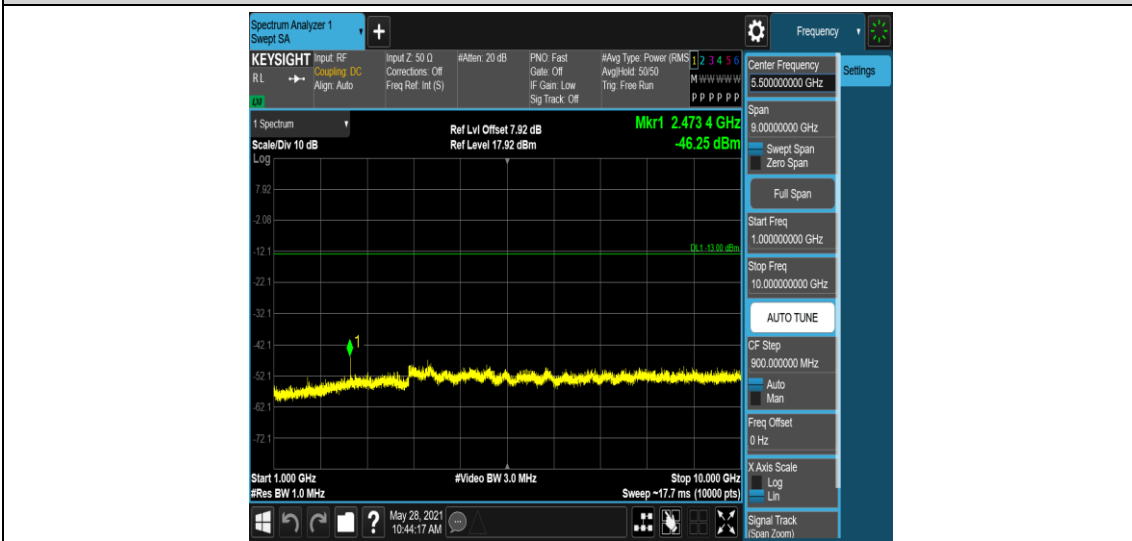 Spectrum Analyzer 1
Swept SA
+
Frequency
KEYSIGHT
RL
LXI
Input: RF
Coupling: DC
Align: Auto
Input Z: 50 Ω
Corrections: Off
Freq Ref: Int (S)
#Atten: 20 dB
PNO: Fast
Gate: Off
IF Gain: Low
Sig Track: Off
#Avg Type: Power (RMS
Avg|Hold: 50/50
Trig: Free Run
1 2 3 4 5 6
M W W W W W
P P P P P P
Center Frequency
5.500000000 GHz
Settings
1 Spectrum
Scale/Div 10 dB
Log
Ref Lvl Offset 7.92 dB
Ref Level 17.92 dBm
Mkr1 2.473 4 GHz
-46.25 dBm
7.92
-2.08
-12.1
-22.1
-32.1
-42.1
-52.1
-62.1
-72.1
DL1 -13.00 dBm
1
Span
9.00000000 GHz
Swept Span
Zero Span
Full Span
Start Freq
1.000000000 GHz
Stop Freq
10.000000000 GHz
AUTO TUNE
CF Step
900.000000 MHz
Auto
Man
Freq Offset
0 Hz
X Axis Scale
Log
Lin
Signal Track
(Span Zoom)
Start 1.000 GHz
#Res BW 1.0 MHz
#Video BW 3.0 MHz
Stop 10.000 GHz
Sweep ~17.7 ms (10000 pts)
?
May 28, 2021
10:44:17 AM